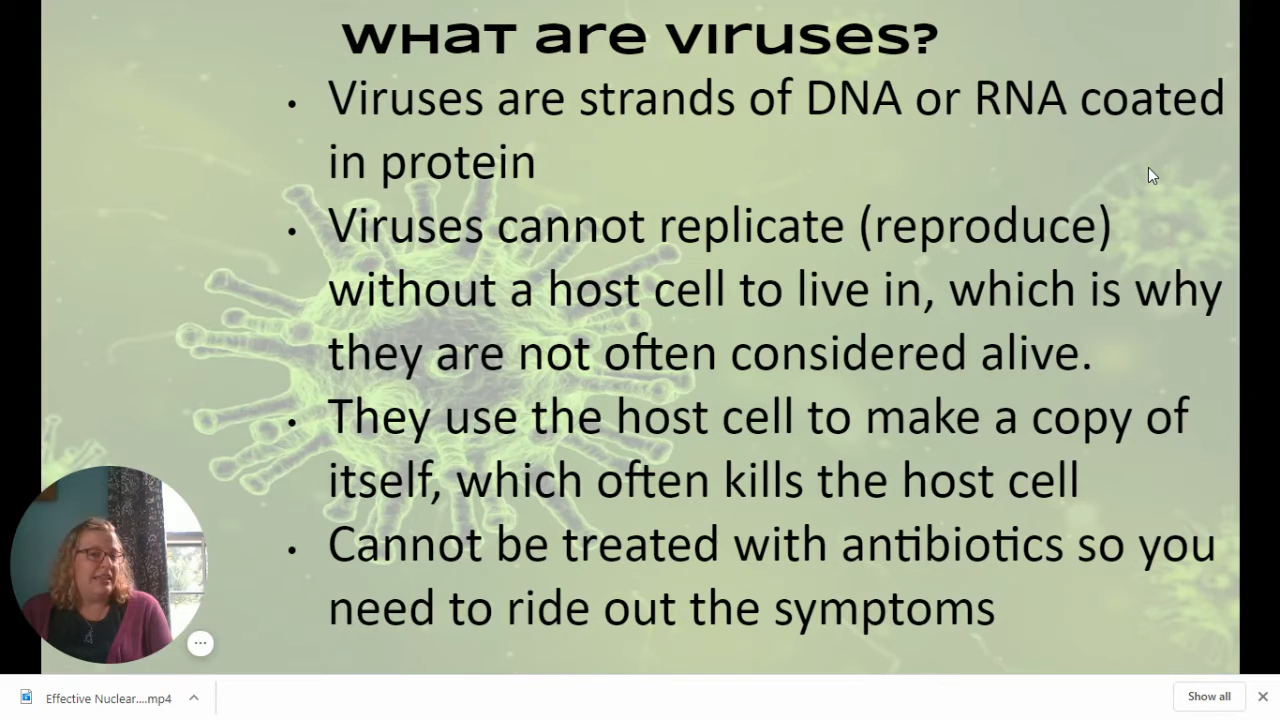 What are Viruses?
• Viruses are strands of DNA or RNA coated
in protein
• Viruses cannot replicate (reproduce)
without a host cell to live in, which is why
they are not often considered alive.
• They use the host cell to make a copy of
itself, which often kills the host cell
• Cannot be treated with antibiotics so you
need to ride out the symptoms
Effective Nuclear....mp4
Show all